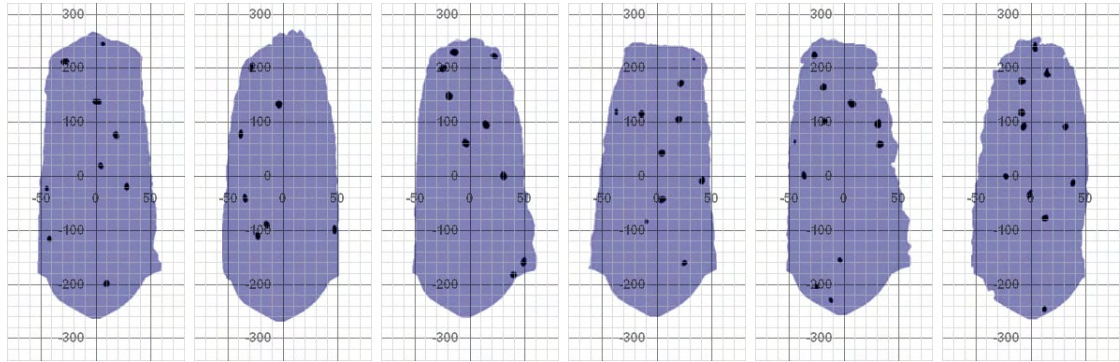 300 300 300 300 300 300
200 200 200 200 200 200
100 100 100 100 100 100
0 0 0 0 0 0
-50 50 -50 50 -50 50 -50 50 -50 50 -50 50
-100 -100 -100 -100 -100 -100
-200 -200 -200 -200 -200 -200
-300 -300 -300 -300 -300 -300